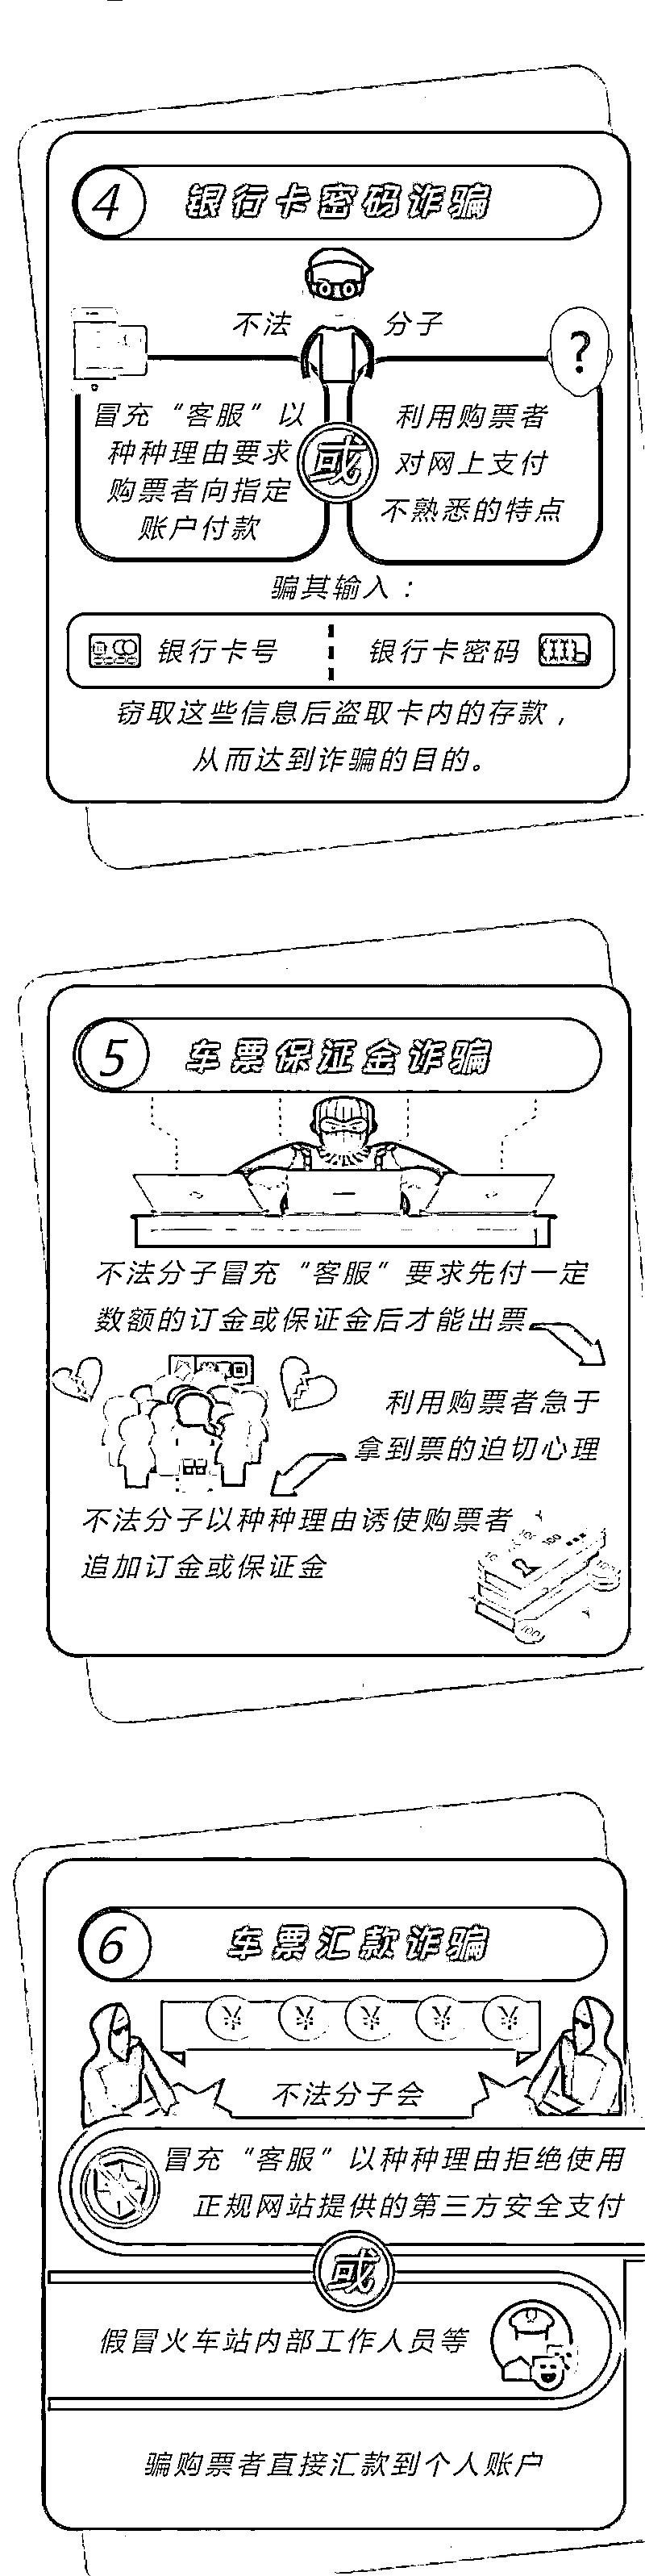 4 银行卡密码诈骗
不法 分子
?
冒充“客服”以
种种理由要求
购票者向指定
账户付款
或
利用购票者
对网上支付
不熟悉的特点
骗其输入：
银行卡号 银行卡密码
窃取这些信息后盗取卡内的存款，
从而达到诈骗的目的。
5 车票保证金诈骗
不法分子冒充“客服”要求先付一定
数额的订金或保证金后才能出票
利用购票者急于
拿到票的迫切心理
不法分子以种种理由诱使购票者
追加订金或保证金
100
6 车票汇款诈骗
¥ ¥ ¥ ¥ ¥
不法分子会
冒充“客服”以种种理由拒绝使用
正规网站提供的第三方安全支付
或
假冒火车站内部工作人员等
骗购票者直接汇款到个人账户